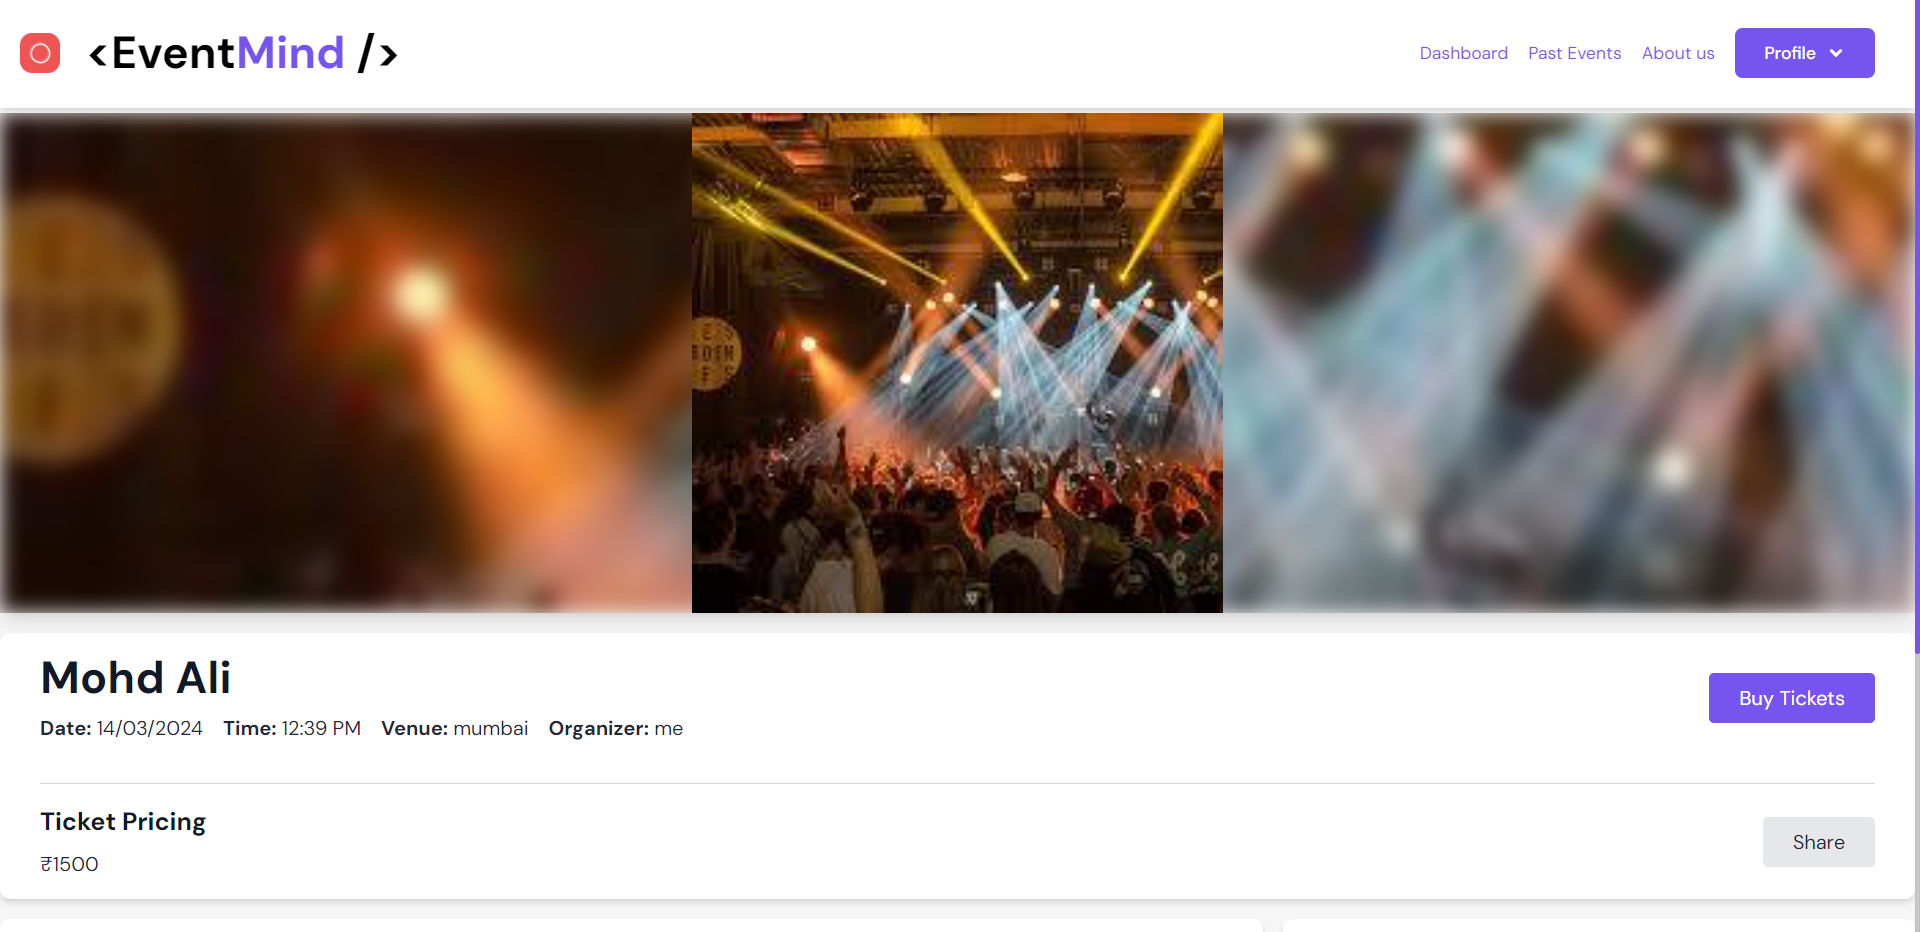 <EventMind />
Dashboard Past Events About us Profile
Mohd Ali
Buy Tickets
Date: 14/03/2024 Time: 12:39 PM Venue: mumbai Organizer: me
Ticket Pricing
Share
₹1500